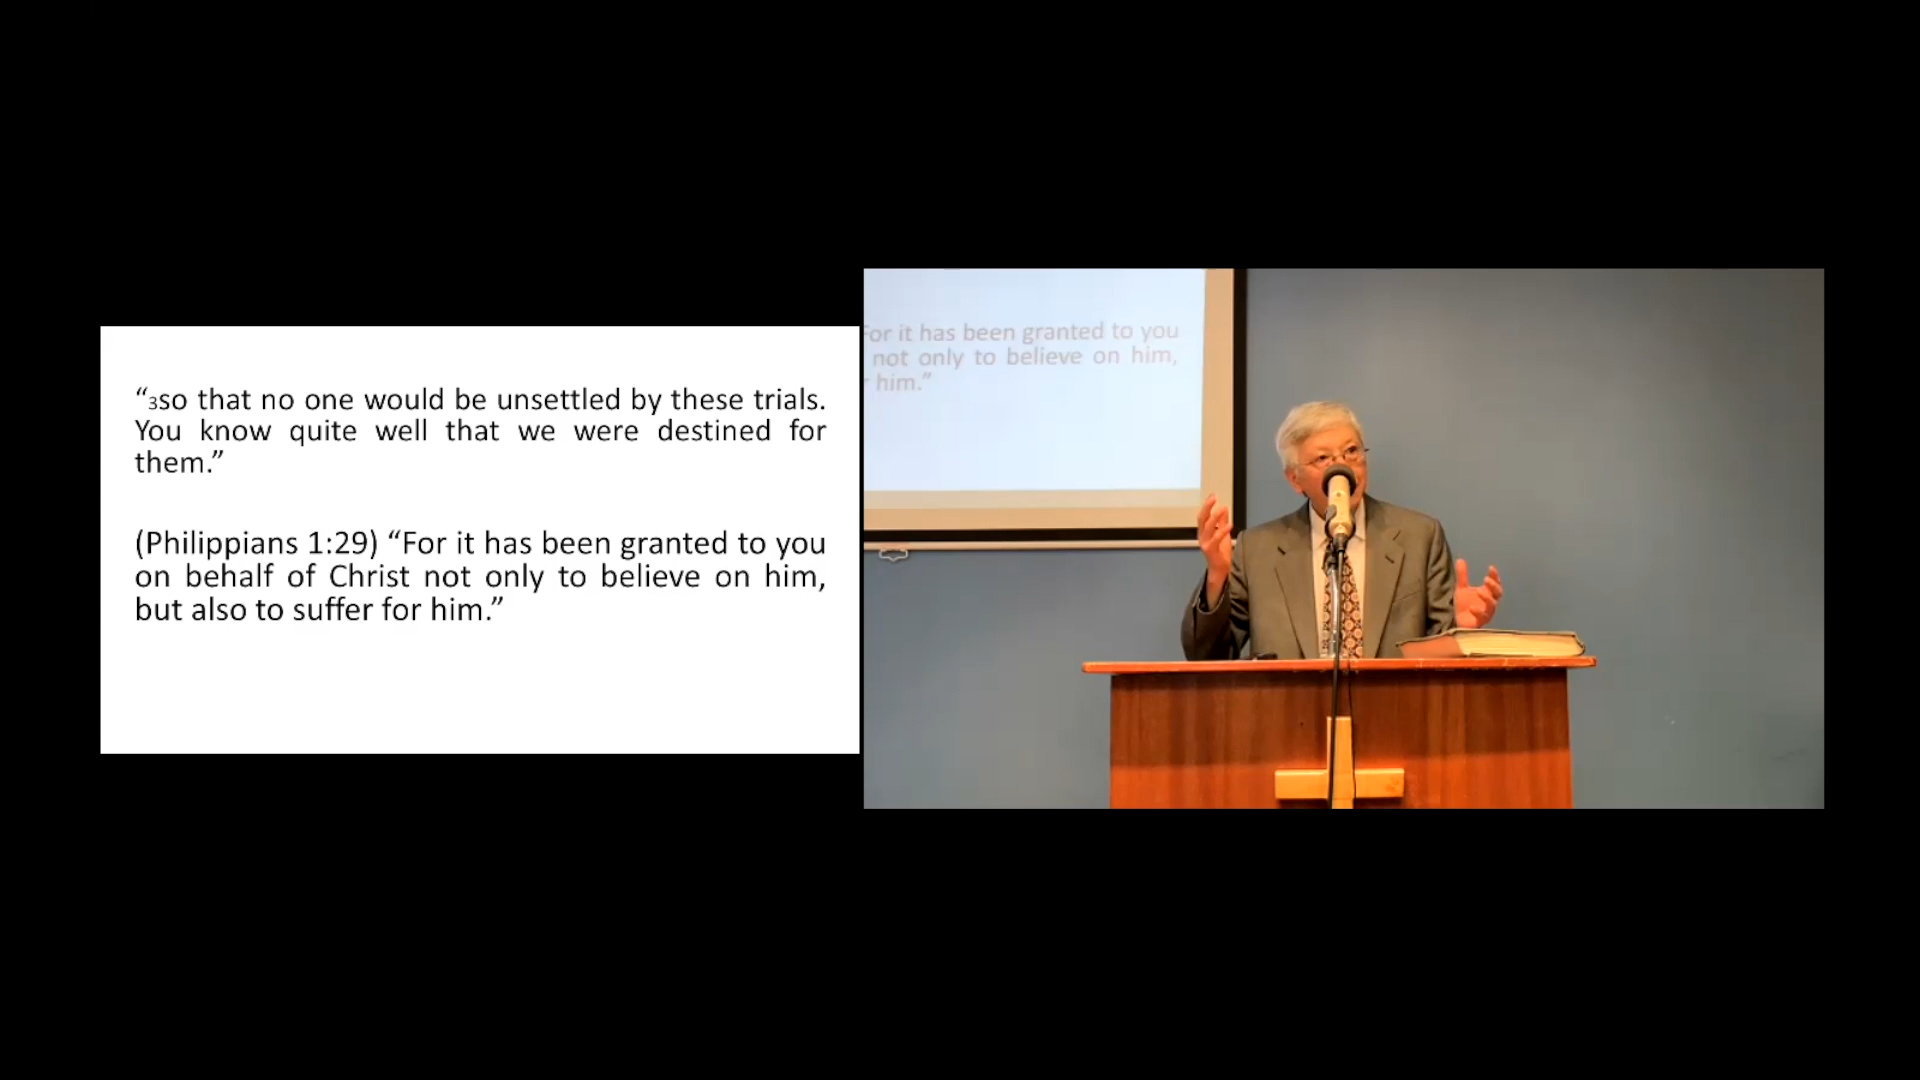 “3so that no one would be unsettled by these trials.
You know quite well that we were destined for
them.”
(Philippians 1:29) “For it has been granted to you
on behalf of Christ not only to believe on him,
but also to suffer for him.”
For it has been granted to you
not only to believe on him,
him.”